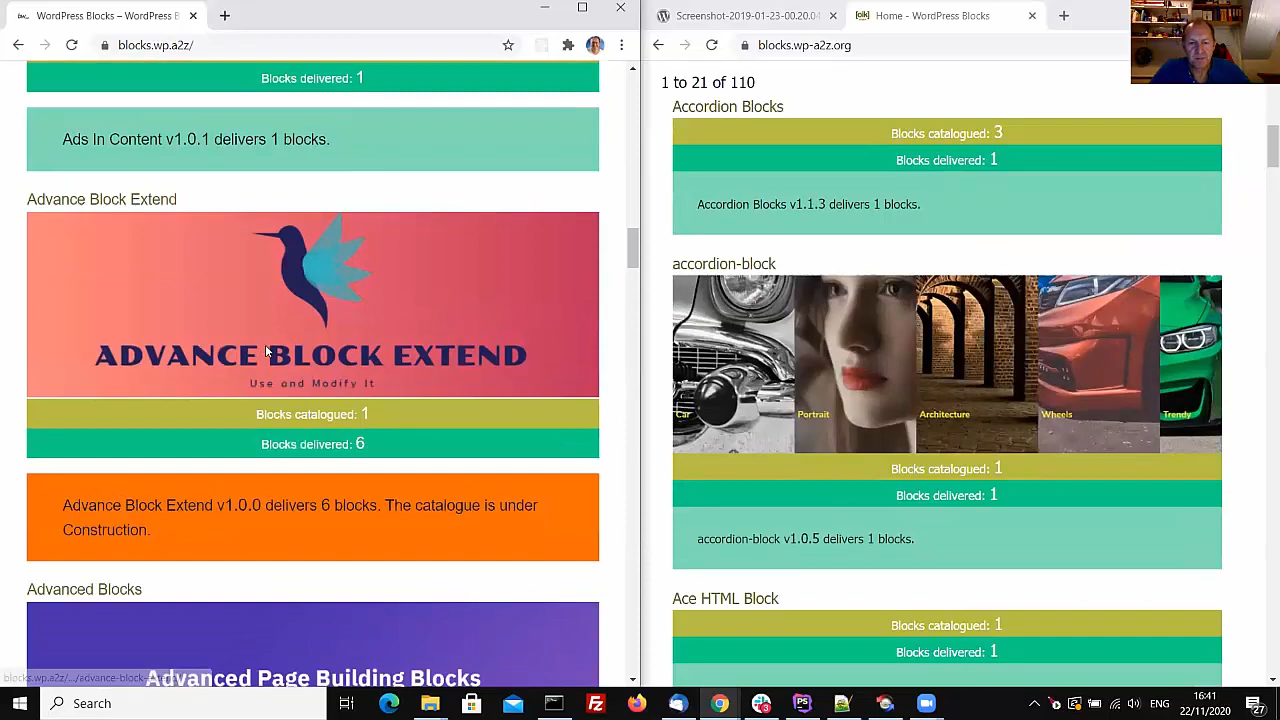 WordPress Blocks - WordPress B
blocks.wp.a2z/
Blocks delivered: 1
Ads In Content v1.0.1 delivers 1 blocks.
Advance Block Extend
ADVANCE BLOCK EXTEND
Use and Modify It
Blocks catalogued: 1
Blocks delivered: 6
Advance Block Extend v1.0.0 delivers 6 blocks. The catalogue is under
Construction.
Advanced Blocks
Advanced Page Building Blocks
Screenshot-2019-01-23-0020.04
Home - WordPress Blocks
blocks.wp-a2z.org
1 to 21 of 110
Accordion Blocks
Blocks catalogued: 3
Blocks delivered: 1
Accordion Blocks v1.1.3 delivers 1 blocks.
accordion-block
Car
Portrait
Architecture
Wheels
Trendy
Blocks catalogued: 1
Blocks delivered: 1
accordion-block v1.0.5 delivers 1 blocks.
Ace HTML Block
Blocks catalogued: 1
Blocks delivered: 1
Search
ENG
16:41
22/11/2020
27